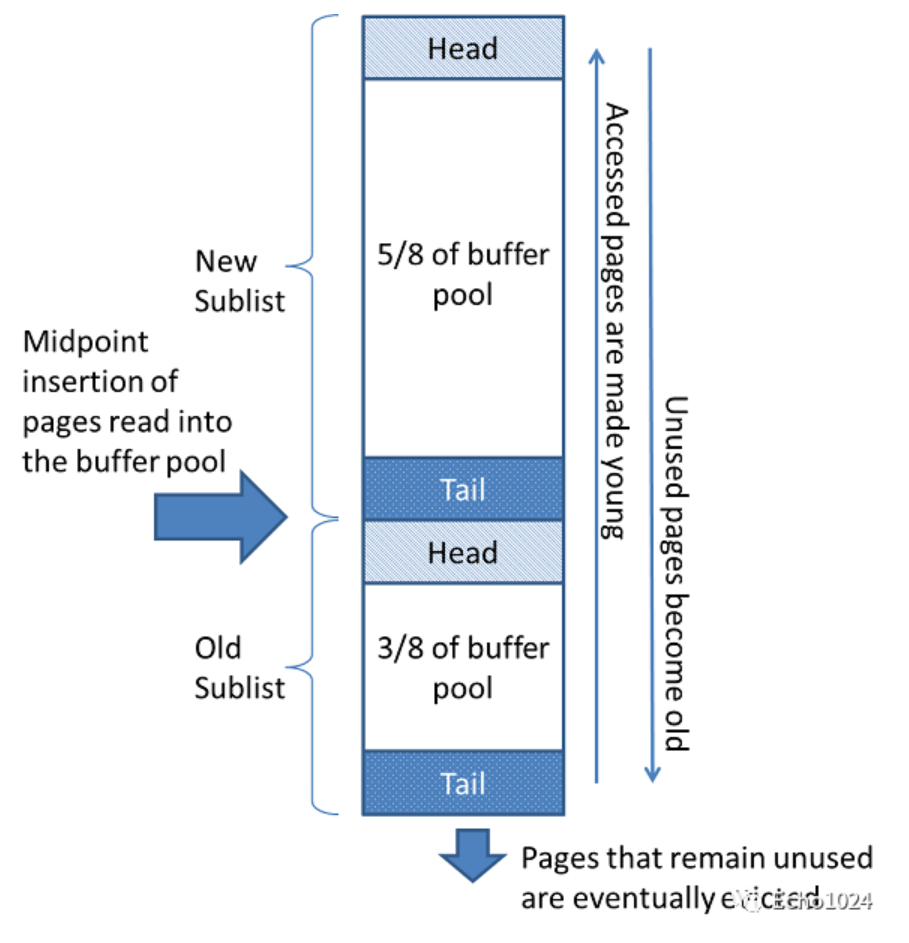 Head
5/8 of buffer
pool
New
Sublist
Midpoint
insertion of
pages read into
the buffer pool
Tail
Head
3/8 of buffer
pool
Old
Sublist
Tail
Accessed pages are made young
Unused pages become old
Pages that remain unused
are eventually evicted
Echo1024